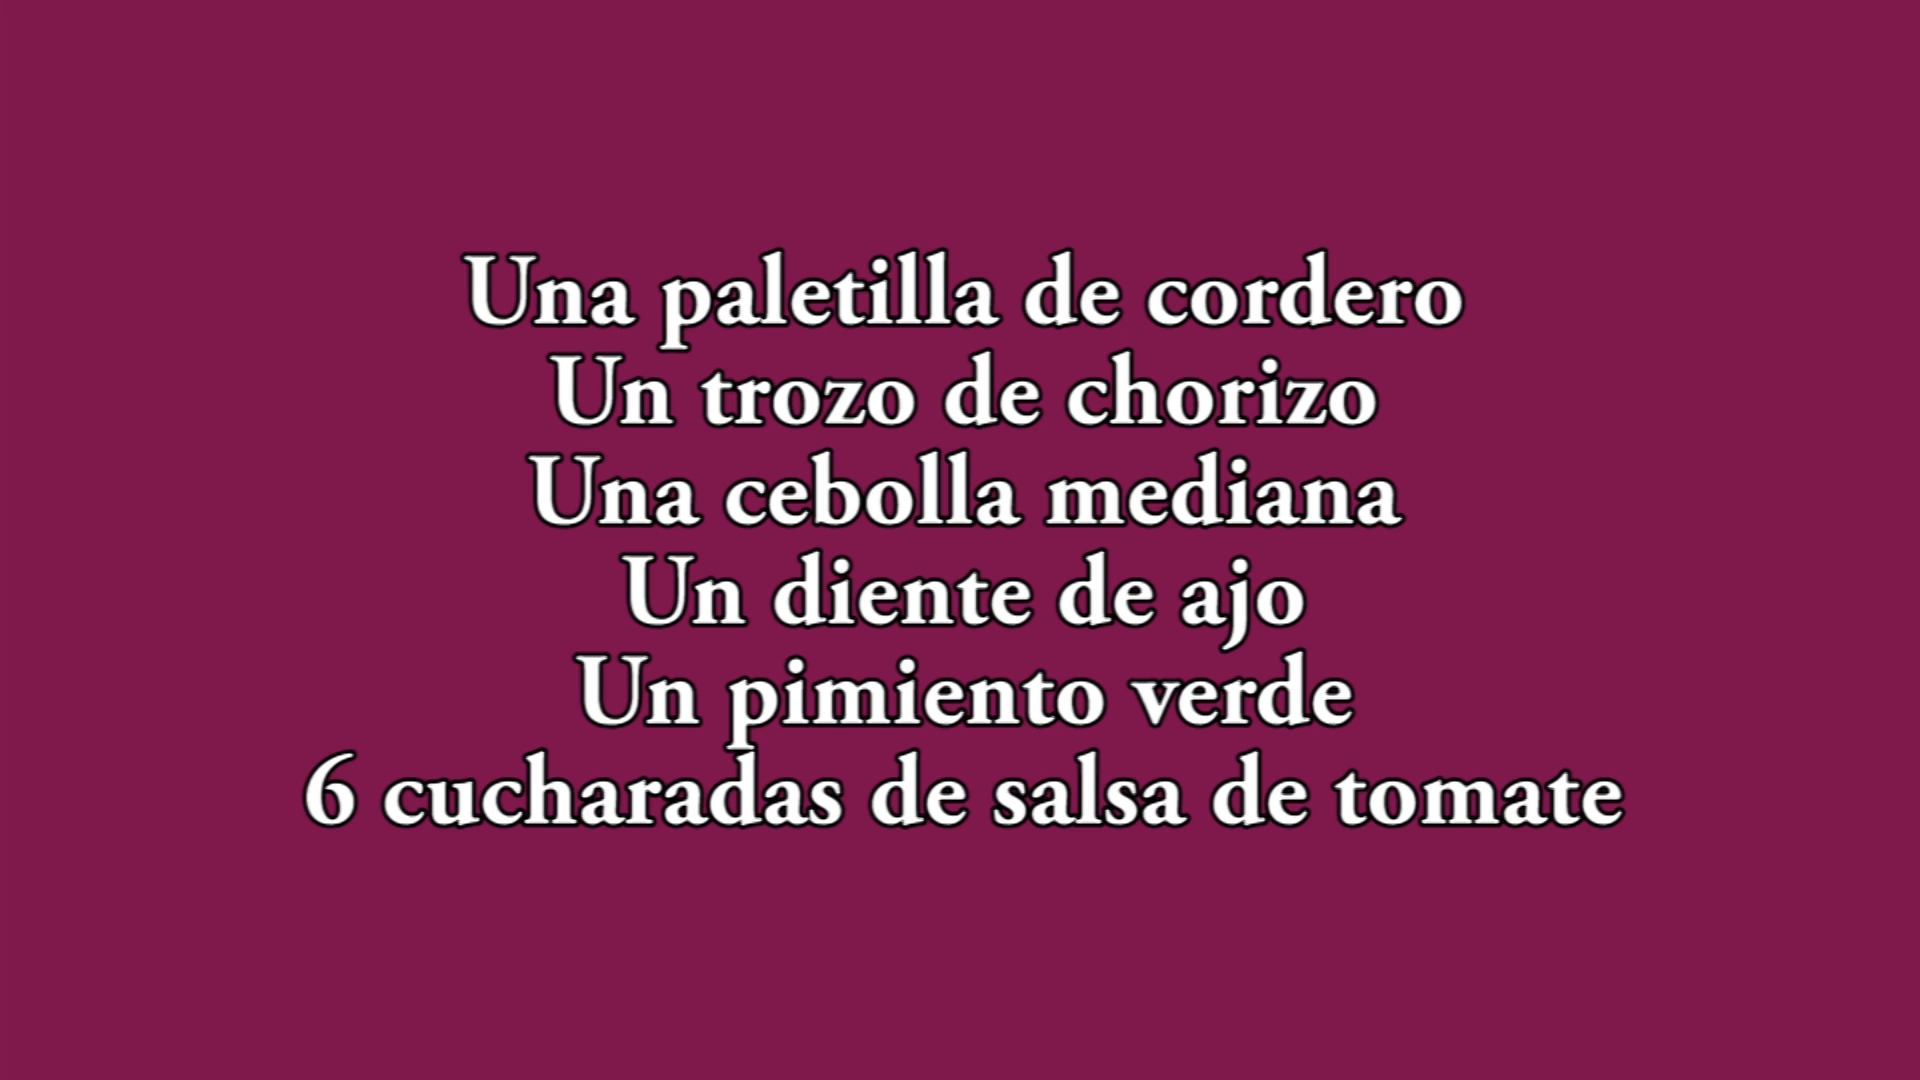 Una paletilla de cordero
Un trozo de chorizo
Una cebolla mediana
Un diente de ajo
Un pimiento verde
6 cucharadas de salsa de tomate